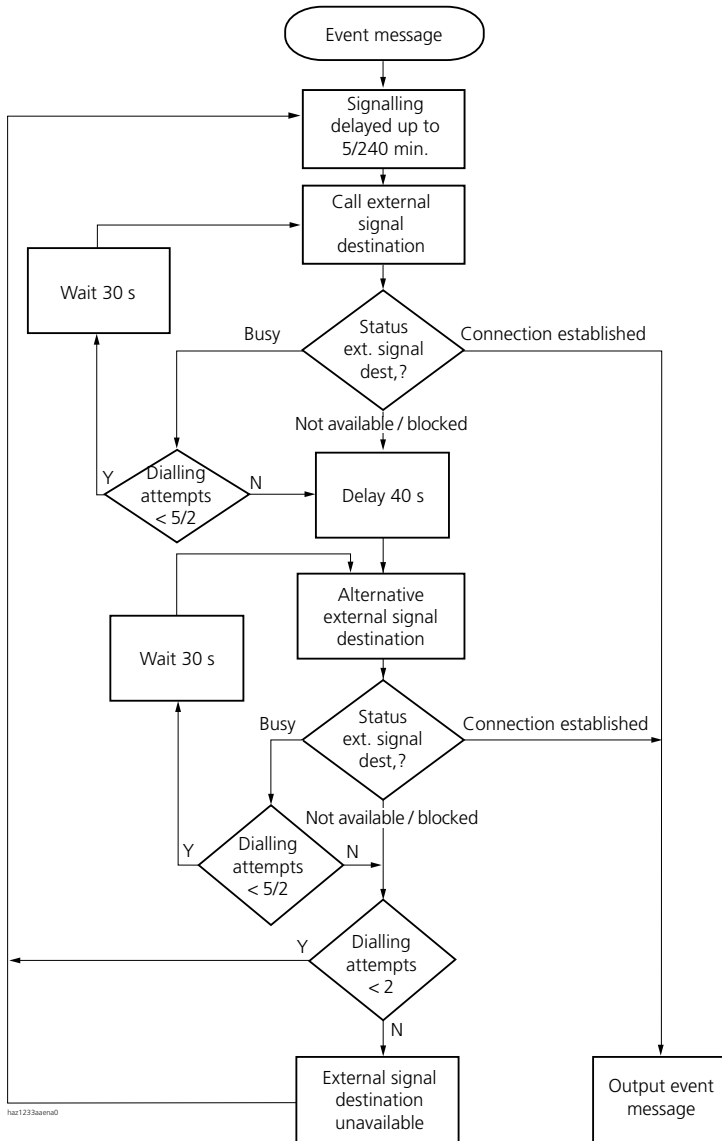 Event message
Signalling
delayed up to
5/240 min.
Call external
signal
destination
Wait 30 s
Status
ext. signal
dest,?
Busy
Connection established
Not available / blocked
Dialling
attempts
< 5/2
Y
N
Delay 40 s
Alternative
external signal
destination
Wait 30 s
Status
ext. signal
dest,?
Busy
Connection established
Not available / blocked
Dialling
attempts
< 5/2
Y
N
Dialling
attempts
< 2
Y
N
External signal
destination
unavailable
Output event
message
haz1233aaena0